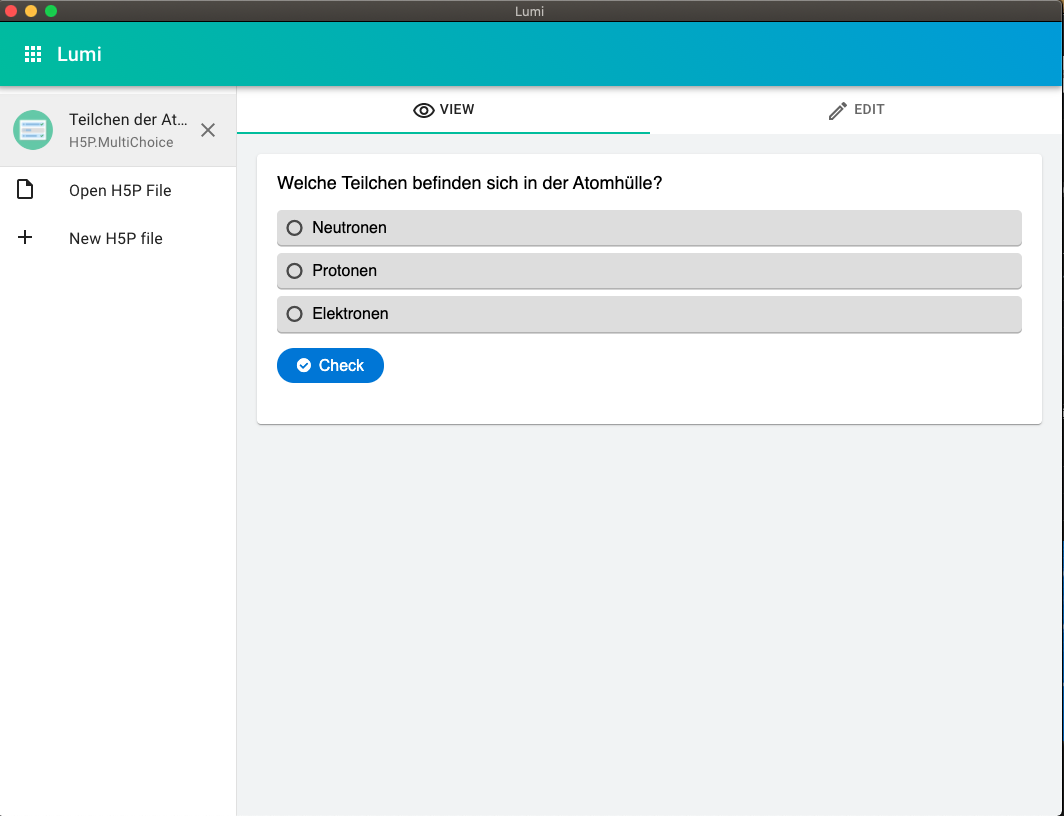 Lumi
Lumi
Teilchen der At...
H5P.MultiChoice
Open H5P File
New H5P file
VIEW
EDIT
Welche Teilchen befinden sich in der Atomhülle?
Neutronen
Protonen
Elektronen
Check